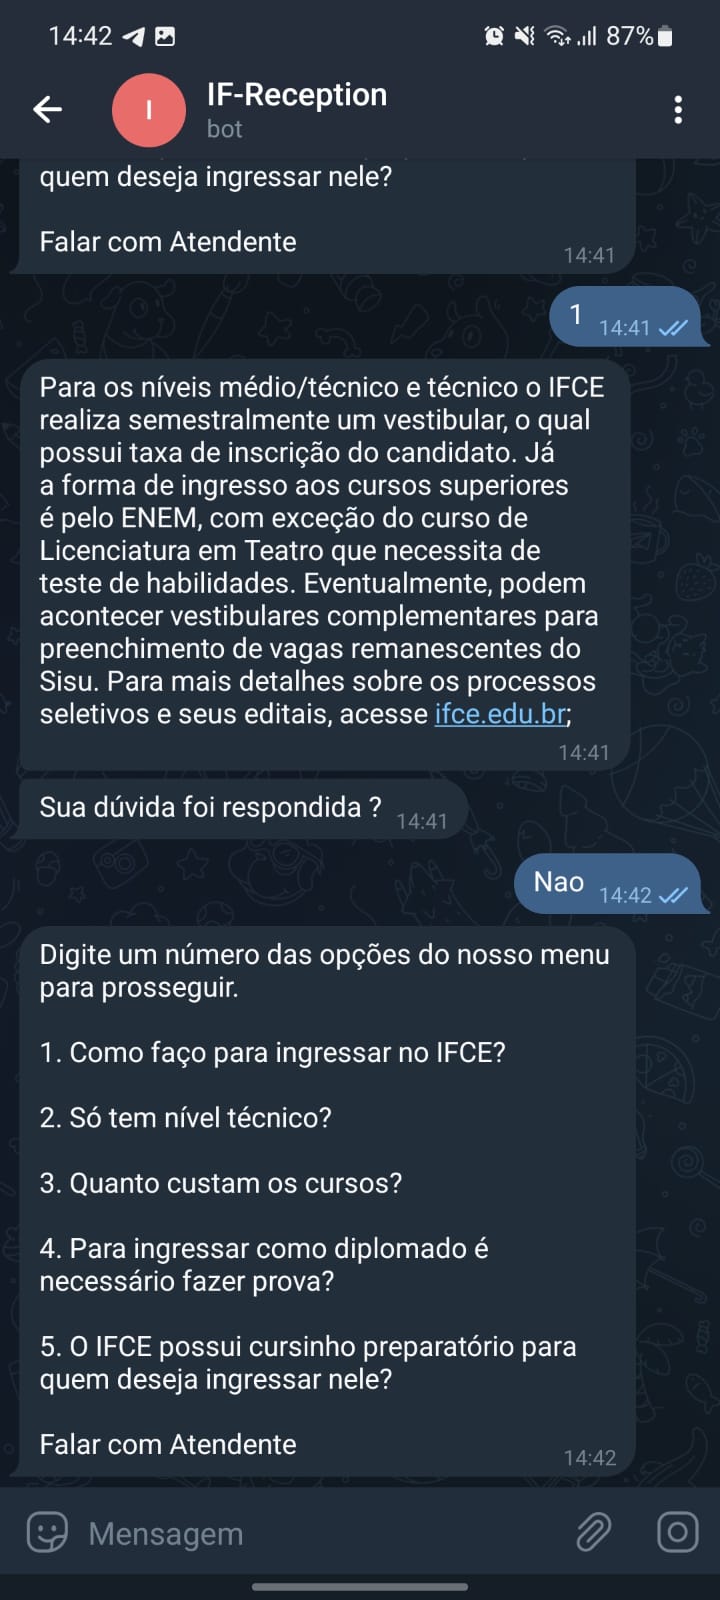 14:42
87%
I
IF-Reception
bot
quem deseja ingressar nele?
Falar com Atendente
14:41
1
14:41
Para os níveis médio/técnico e técnico o IFCE
realiza semestralmente um vestibular, o qual
possui taxa de inscrição do candidato. Já
a forma de ingresso aos cursos superiores
é pelo ENEM, com exceção do curso de
Licenciatura em Teatro que necessita de
teste de habilidades. Eventualmente, podem
acontecer vestibulares complementares para
preenchimento de vagas remanescentes do
Sisu. Para mais detalhes sobre os processos
seletivos e seus editais, acesse ifce.edu.br;
14:41
Sua dúvida foi respondida ?
14:41
Nao
14:42
Digite um número das opções do nosso menu
para prosseguir.
1. Como faço para ingressar no IFCE?
2. Só tem nível técnico?
3. Quanto custam os cursos?
4. Para ingressar como diplomado é
necessário fazer prova?
5. O IFCE possui cursinho preparatório para
quem deseja ingressar nele?
Falar com Atendente
14:42
Mensagem